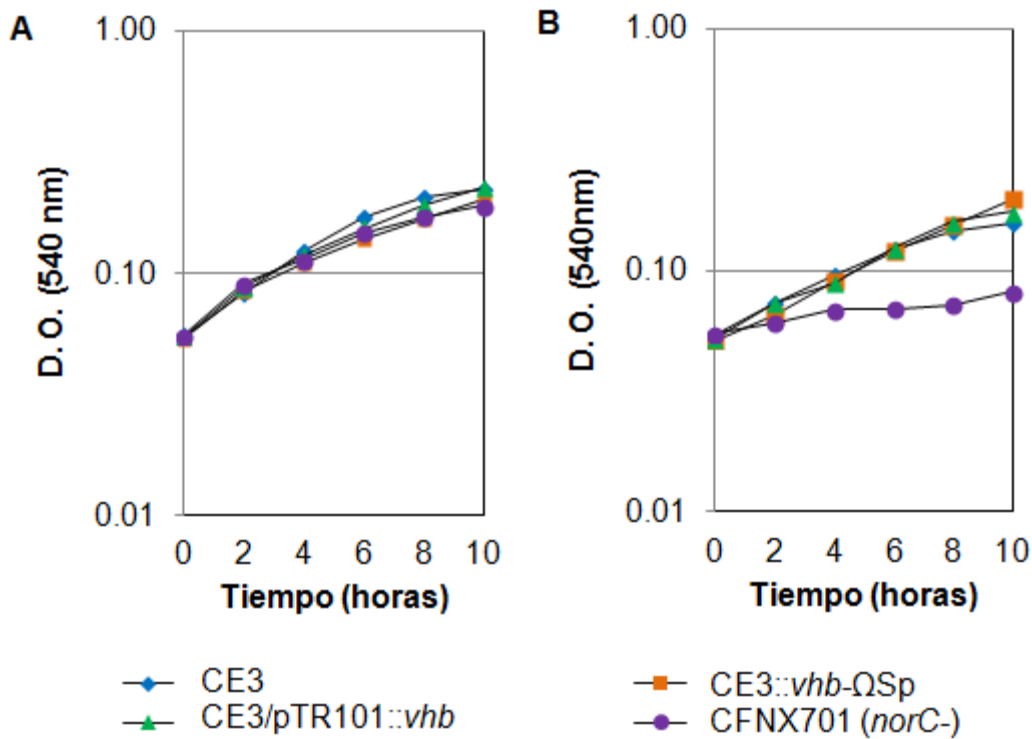 A
1.00
0.10
0.01
D. O. (540 nm)
0 2 4 6 8 10
Tiempo (horas)
B
1.00
0.10
0.01
D. O. (540nm)
0 2 4 6 8 10
Tiempo (horas)
CE3
CE3/pTR101::vhb
CE3::vhb-ΩSp
CFNX701 (norC-)